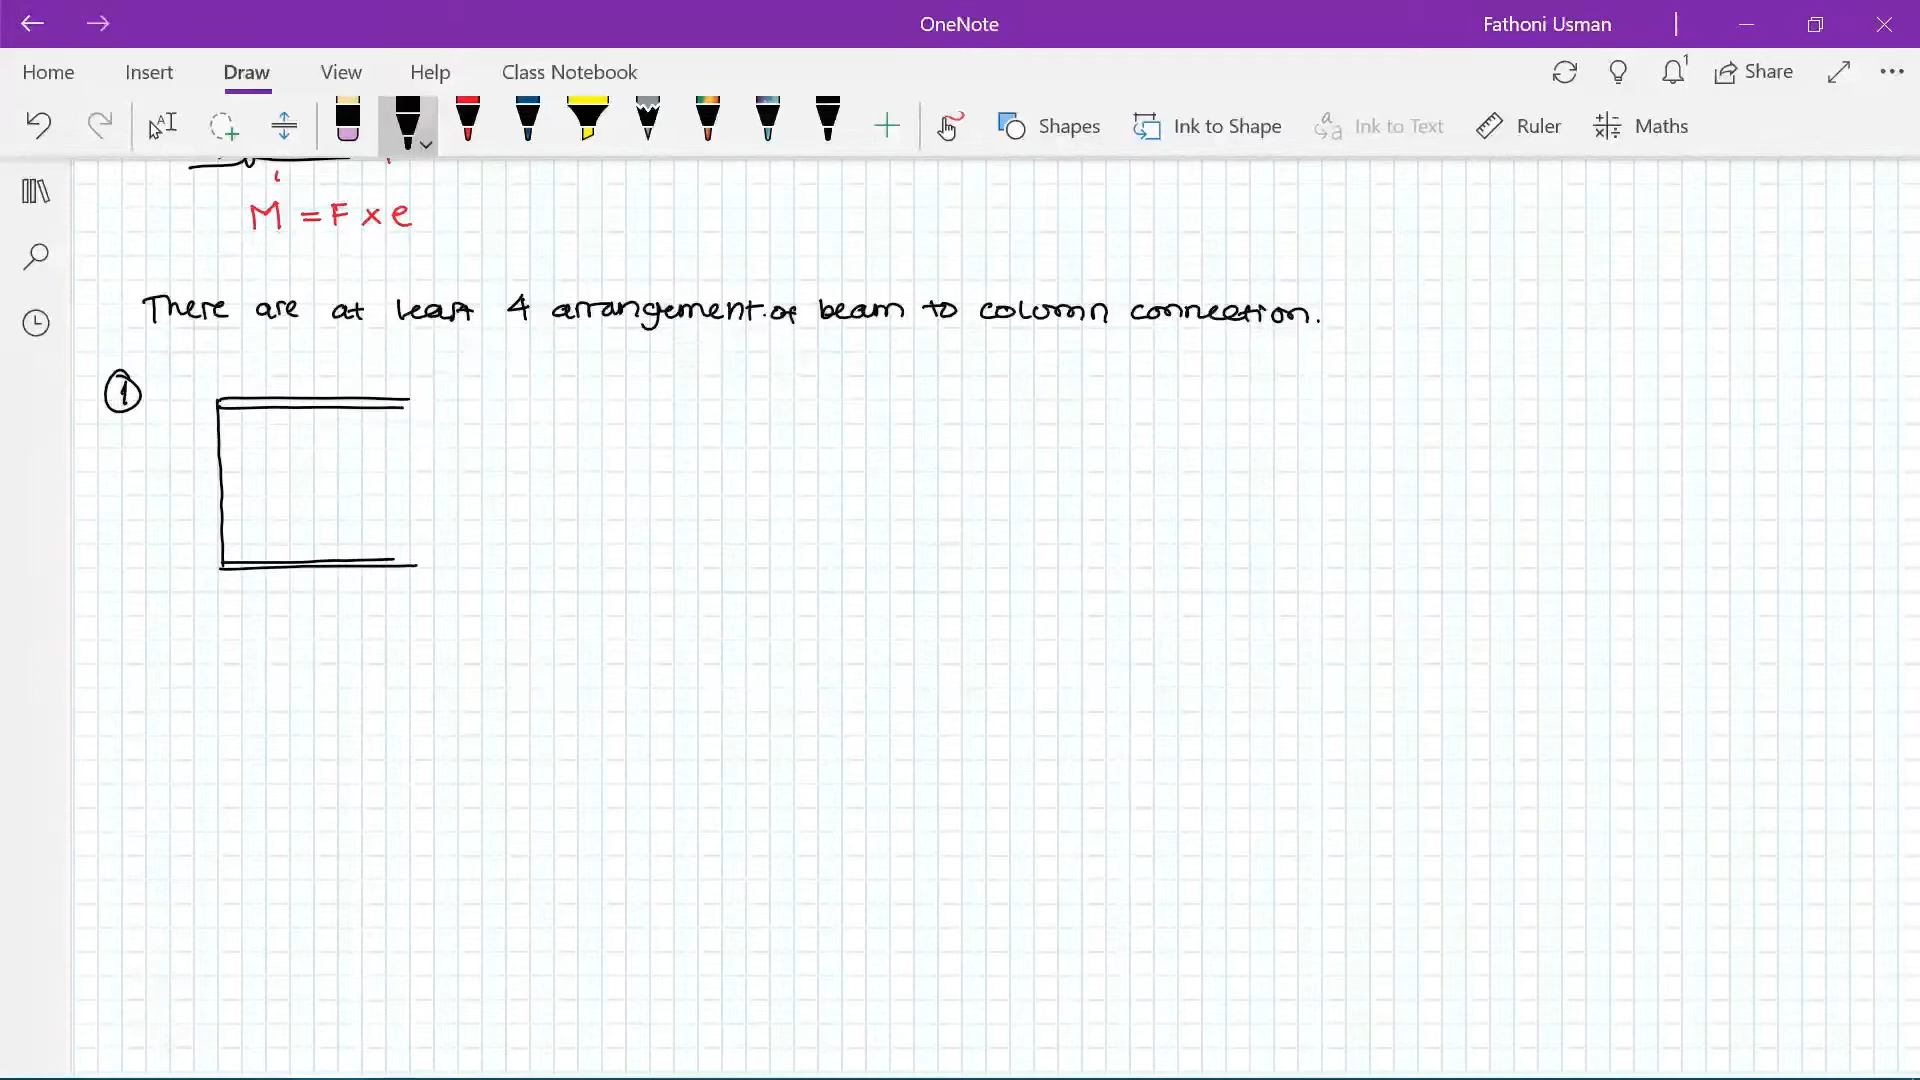 OneNote
Fathoni Usman
Home Insert Draw View Help Class Notebook
1
Share
Shapes
Ink to Shape
Ink to Text
Ruler
Maths
M = F x e
There are at least 4 arrangement of beam to column connection.
1